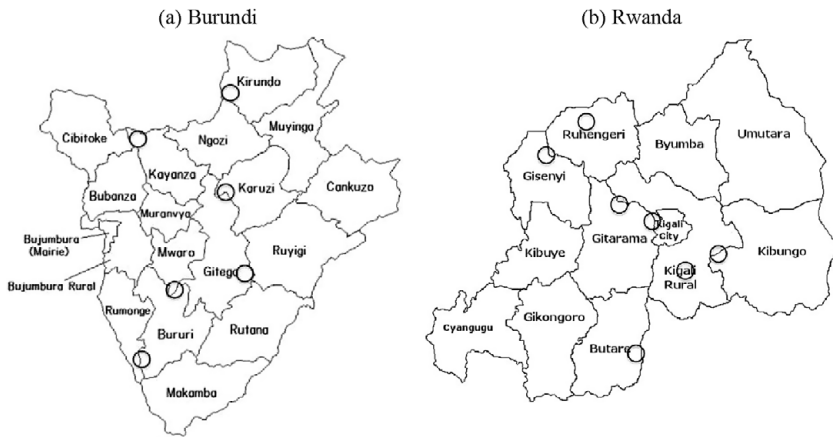 (a) Burundi
(b) Rwanda
Kirundo
Cibitoke
Ngozi
Muyinga
Kayanza
Karuzi
Cankuzo
Bubanza
Muramvya
Bujumbura
(Mairie)
Mwaro
Gitega
Ruyigi
Bujumbura Rural
Rumonge
Bururi
Rutana
Makamba
Ruhengeri
Byumba
Umutara
Gisenyi
Kigali
City
Gitarama
Kibuye
Kibungo
Kigali
Rural
Cyangugu
Gikongoro
Butare